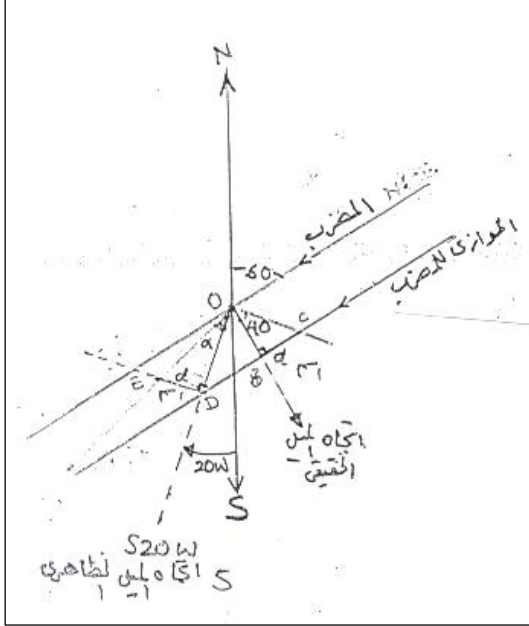 N
المضرب
الموازي للمضرب
60
O
40
C
α
α
E
D
B
d
20W
S
اتجاه الميل
الحقيقي
S20W
اتجاه الميل الظاهري
S